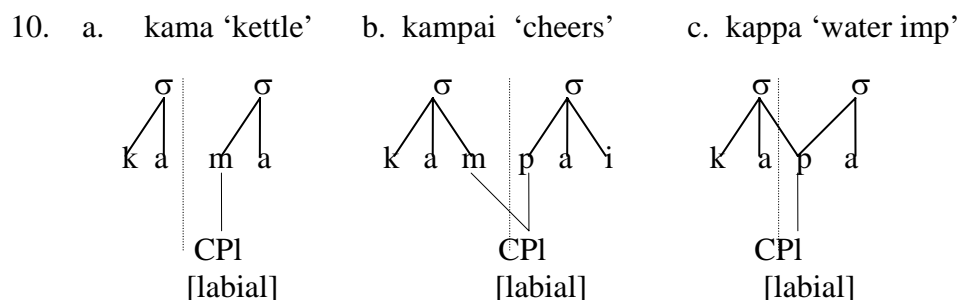 10. a. kama ‘kettle’ b. kampai ‘cheers’ c. kappa ‘water imp’
σ σ σ σ σ σ
k a m a k a m p a i k a p a
CPl CPl CPl
[labial] [labial] [labial]